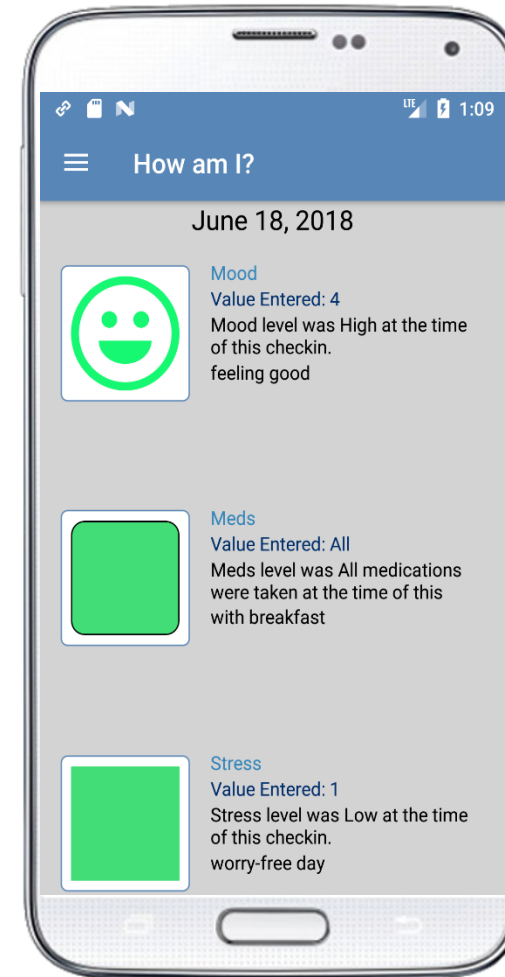 LTE 1:09
How am I?
June 18, 2018
Mood
Value Entered: 4
Mood level was High at the time
of this checkin.
feeling good
Meds
Value Entered: All
Meds level was All medications
were taken at the time of this
with breakfast
Stress
Value Entered: 1
Stress level was Low at the time
of this checkin.
worry-free day